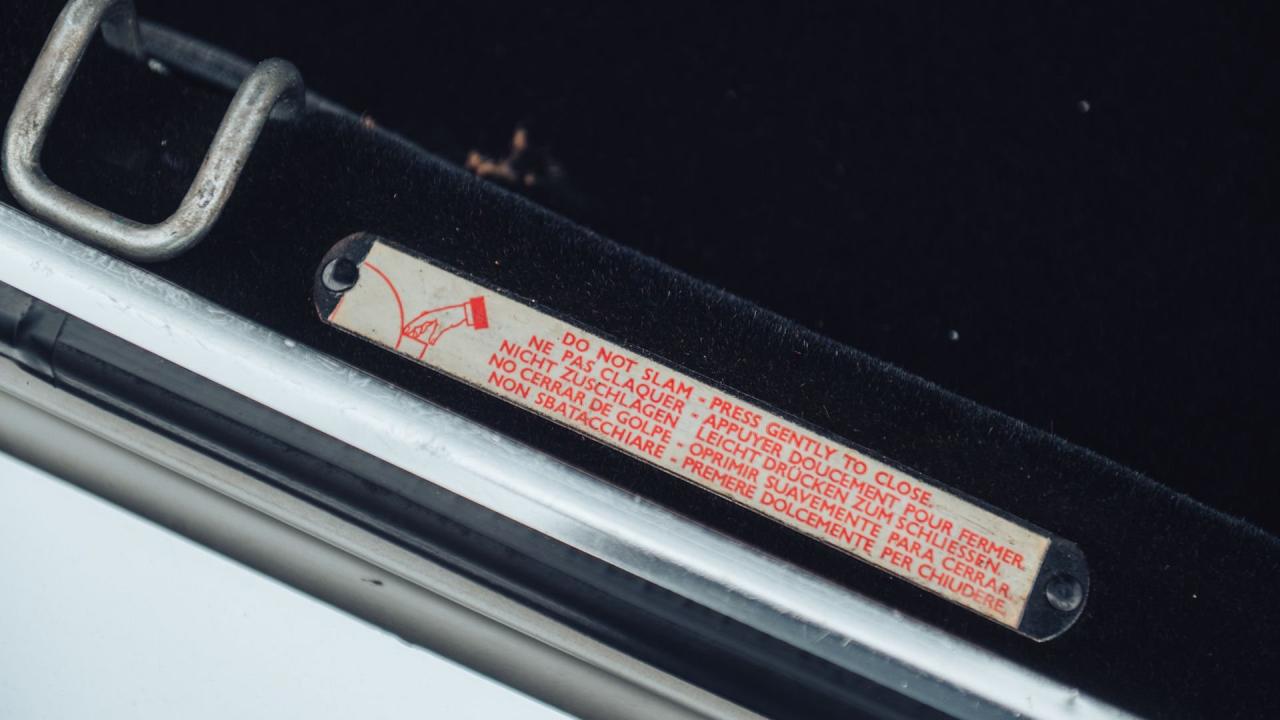 DO NOT SLAM - PRESS GENTLY TO CLOSE.
NE PAS CLAQUER - APPUYER DOUCEMENT POUR FERMER.
NICHT ZUSCHLAGEN - LEICHT DRÜCKEN ZUM SCHLIESSEN.
NO CERRAR DE GOLPE - OPRIMIR SUAVEMENTE PARA CERRAR.
NON SBATACCHIARE - PREMERE DOLCEMENTE PER CHIUDERE.